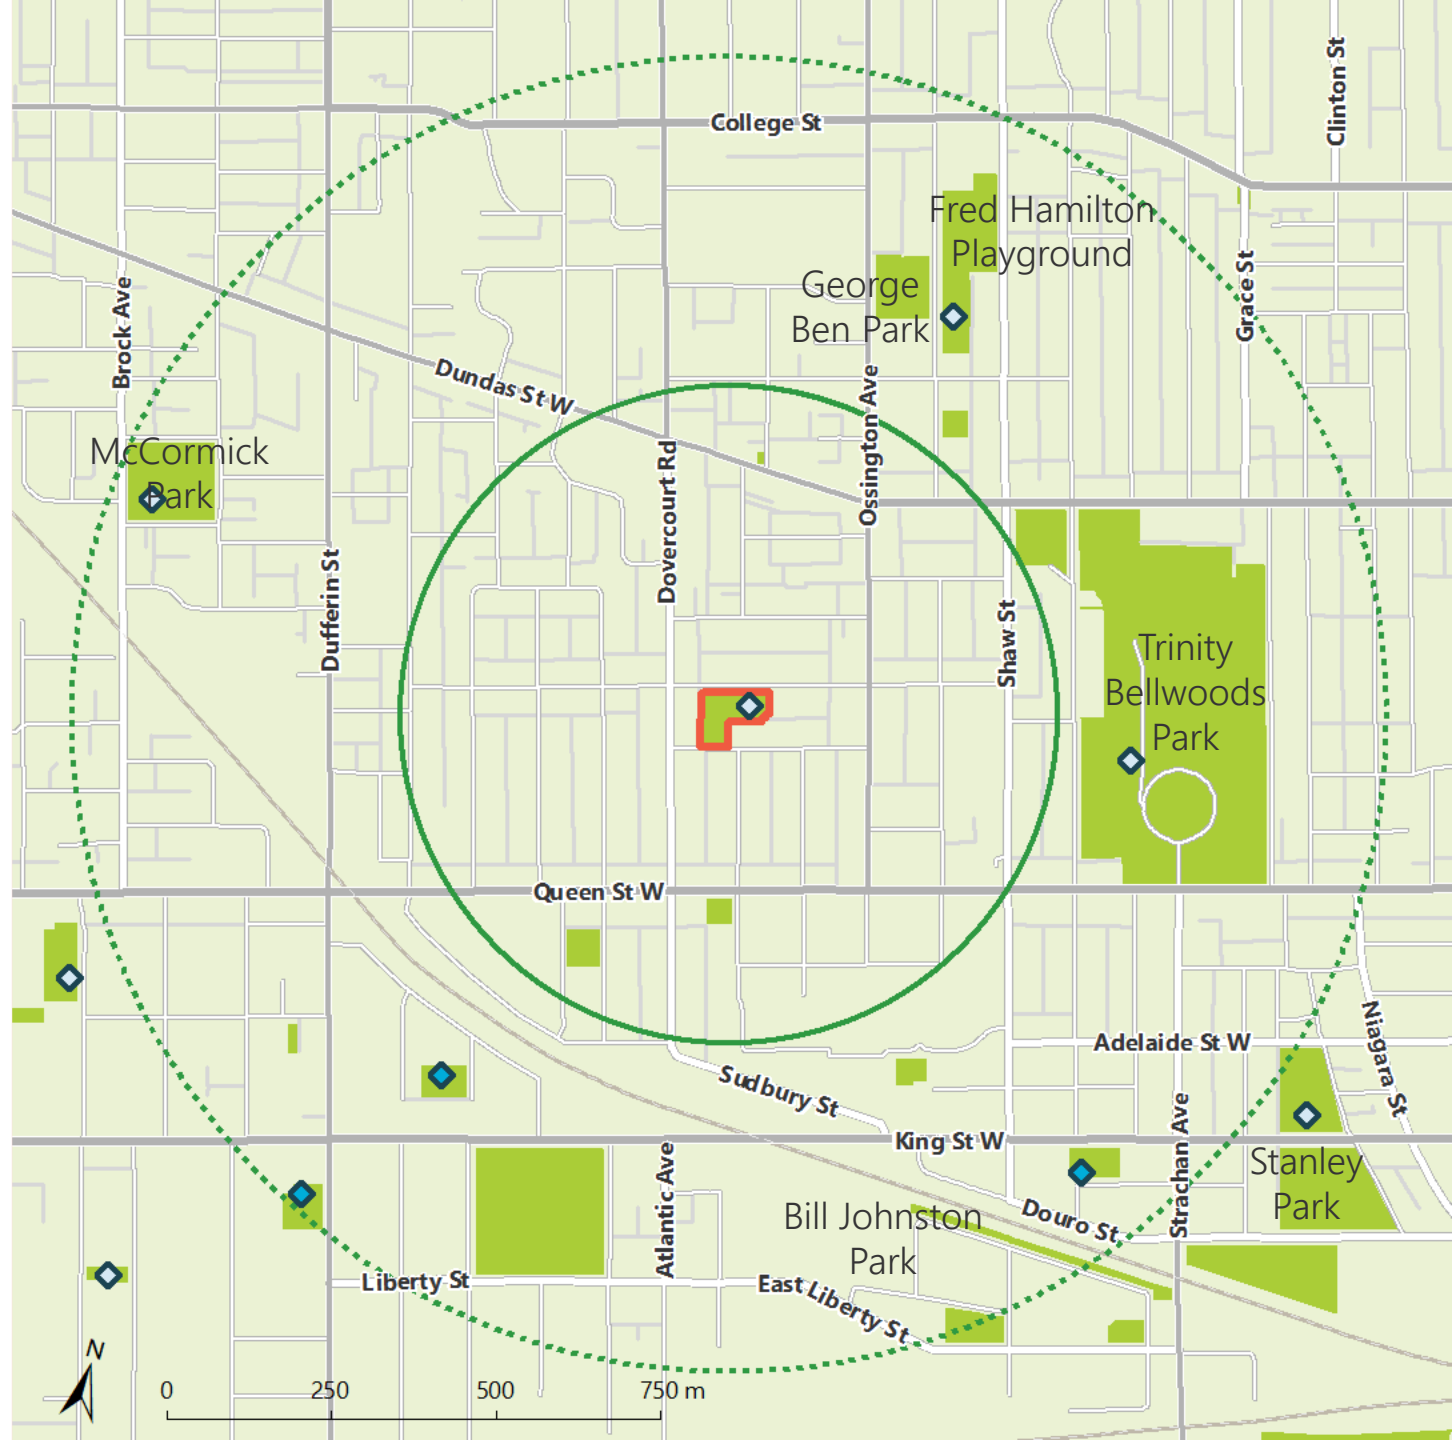 Clinton St
College St
Fred Hamilton
Playground
George
Ben Park
Grace St
Brock Ave
Dundas St W
Ossington Ave
McCormick
Park
Dovercourt Rd
Dufferin St
Shaw St
Trinity
Bellwoods
Park
Queen St W
Niagara St
Adelaide St W
Sudbury St
King St W
Strachan Ave
Stanley
Park
Atlantic Ave
Bill Johnston
Park
Douro St
Liberty St
East Liberty St
N
0 250 500 750 m